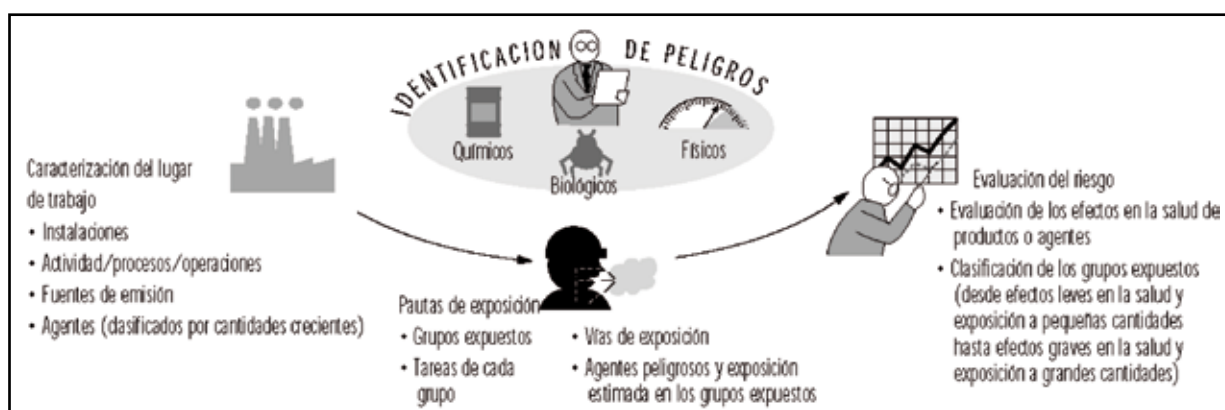 IDENTIFICACION DE PELIGROS
Químicos
Biológicos
Físicos
Caracterización del lugar
de trabajo
• Instalaciones
• Actividad/procesos/operaciones
• Fuentes de emisión
• Agentes (clasificados por cantidades crecientes)
Pautas de exposición
• Grupos expuestos
• Tareas de cada
grupo
• Vías de exposición
• Agentes peligrosos y exposición
estimada en los grupos expuestos
Evaluación del riesgo
• Evaluación de los efectos en la salud de
productos o agentes
• Clasificación de los grupos expuestos
(desde efectos leves en la salud y
exposición a pequeñas cantidades
hasta efectos graves en la salud y
exposición a grandes cantidades)